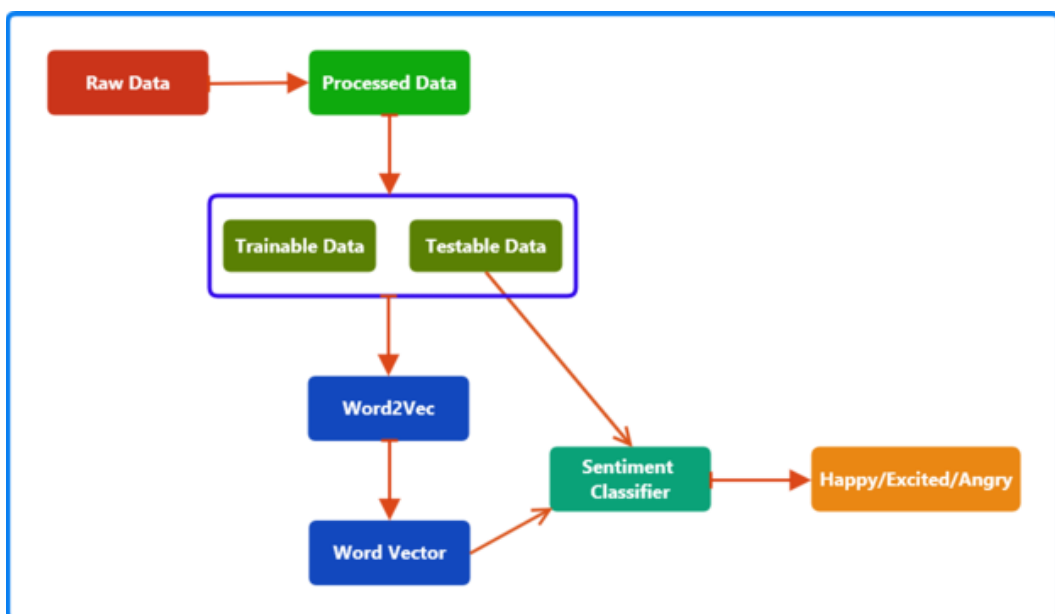 Raw Data
Processed Data
Trainable Data
Testable Data
Word2Vec
Sentiment
Classifier
Happy/Excited/Angry
Word Vector